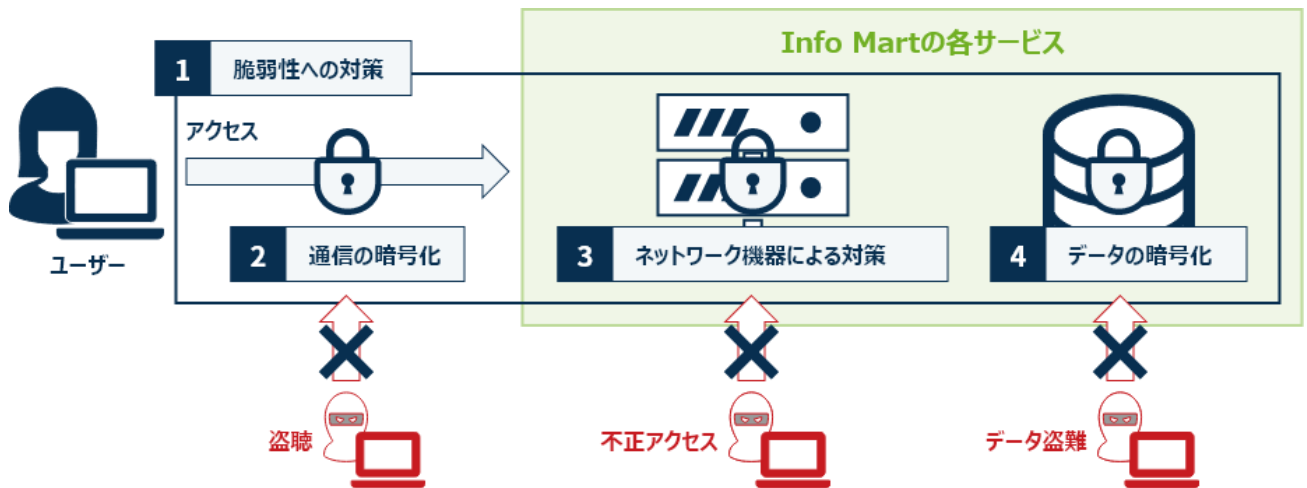 Info Martの各サービス
1 脆弱性への対策
アクセス
ユーザー
2 通信の暗号化
3 ネットワーク機器による対策
4 データの暗号化
盗聴
不正アクセス
データ盗難